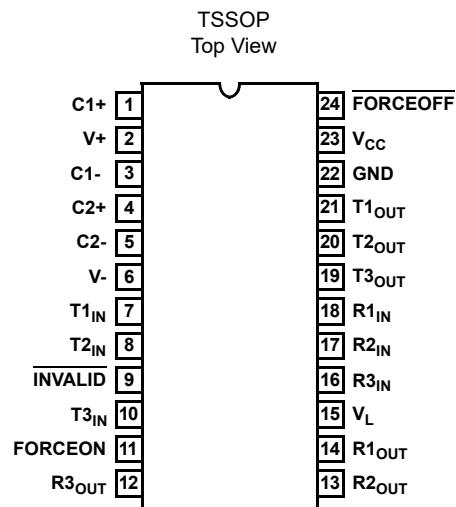 TSSOP
Top View
C1+ 1 24 FORCEOFF
V+ 2 23 VCC
C1- 3 22 GND
C2+ 4 21 T1OUT
C2- 5 20 T2OUT
V- 6 19 T3OUT
T1IN 7 18 R1IN
T2IN 8 17 R2IN
INVALID 9 16 R3IN
T3IN 10 15 VL
FORCEON 11 14 R1OUT
R3OUT 12 13 R2OUT